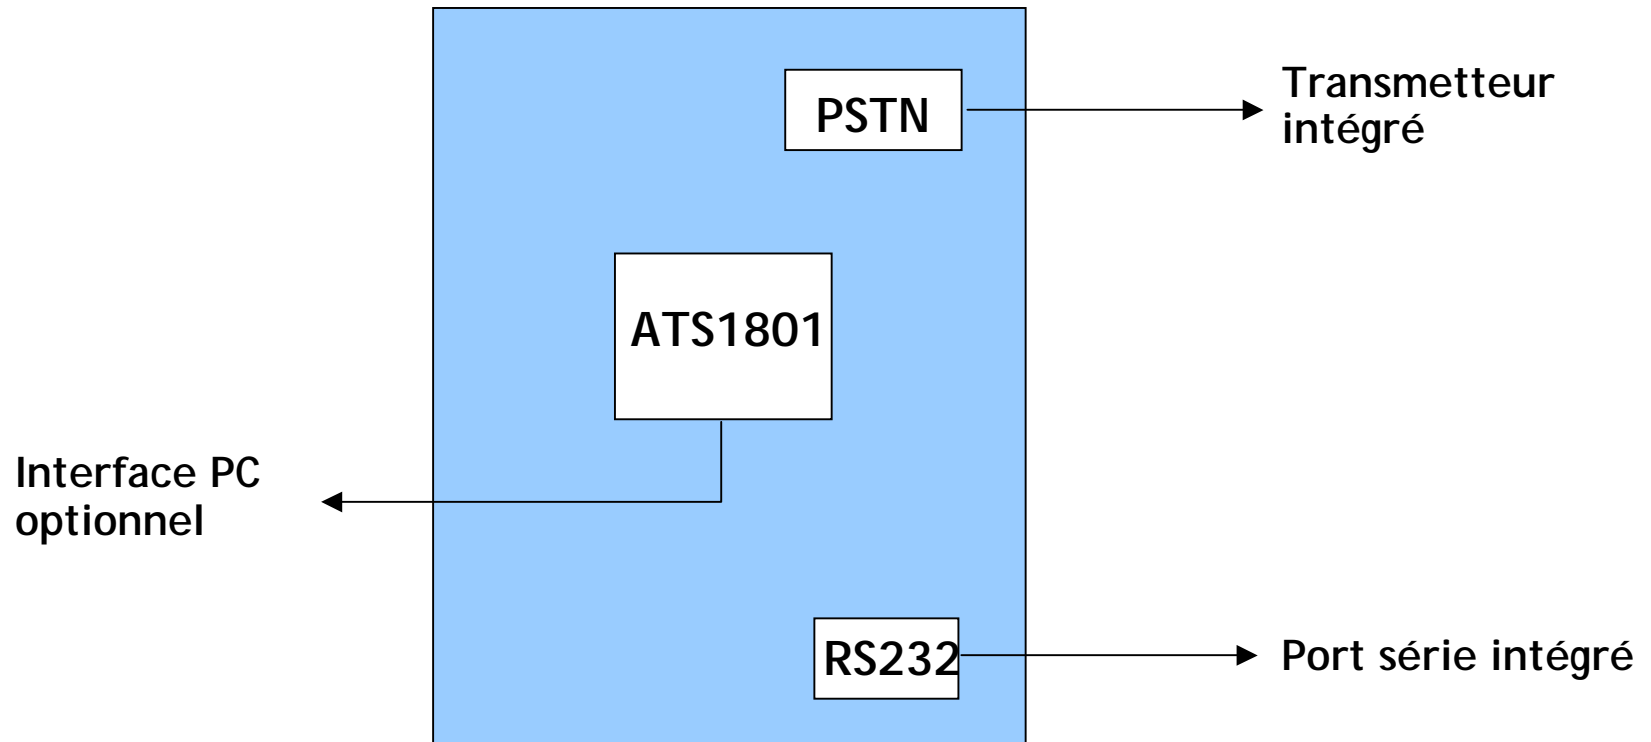 PSTN
Transmetteur
intégré
ATS1801
Interface PC
optionnel
RS232
Port série intégré